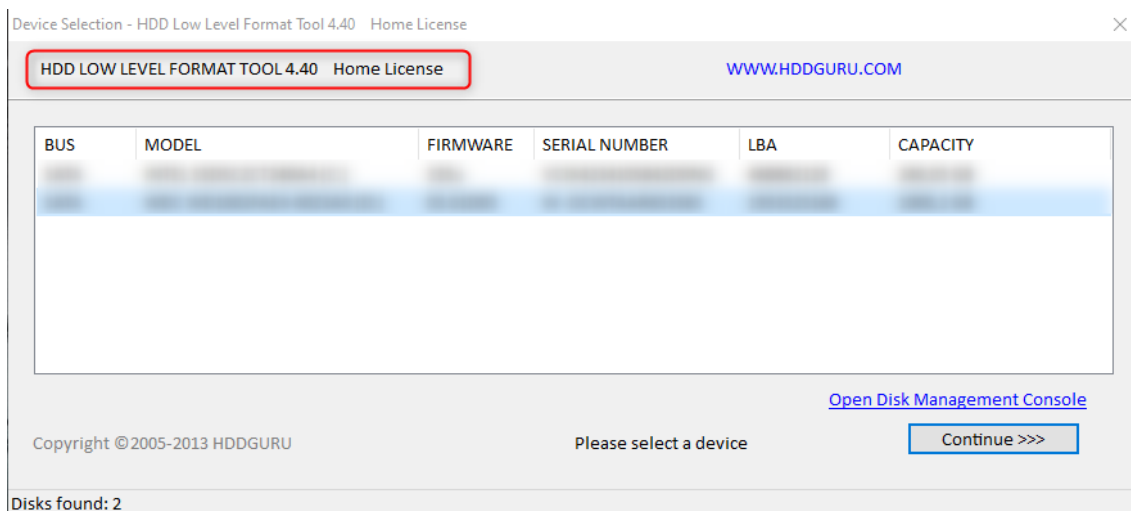 Device Selection - HDD Low Level Format Tool 4.40 Home License
HDD LOW LEVEL FORMAT TOOL 4.40 Home License WWW.HDDGURU.COM
BUS MODEL FIRMWARE SERIAL NUMBER LBA CAPACITY
Open Disk Management Console
Copyright ©2005-2013 HDDGURU Please select a device Continue >>>
Disks found: 2